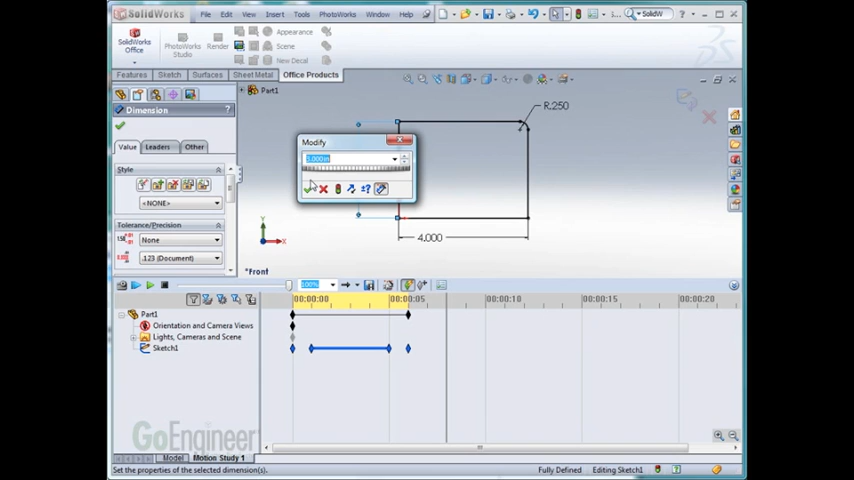 SolidWorks File Edit View Insert Tools PhotoWorks Window Help
SolidW
SolidWorks
Office
PhotoWorks
Studio
Render
Appearance
Scene
New Decal
Features Sketch Surfaces Sheet Metal Office Products
Part1
Dimension
Value Leaders Other
Style
<NONE>
Tolerance/Precision
None
.123 (Document)
Modify
3.000in
R.250
4.000
Y
X
*Front
100%
00:00:00 00:00:05 00:00:10 00:00:15 00:00:20
Part1
Orientation and Camera Views
Lights, Cameras and Scene
Sketch1
GoEngineer
Model Motion Study 1
Set the properties of the selected dimension(s). Fully Defined Editing Sketch1